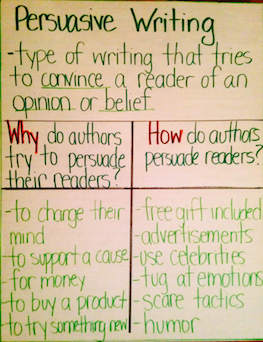 Persuasive Writing
-type of writing that tries
to convince a reader of an
opinion or belief
Why do authors
try to persuade
their readers?
-to change their
mind
-to support a cause
-for money
-to buy a product
-to try something new
How do authors
persuade readers?
-free gift included
-advertisements
-use celebrities
-tug at emotions
-scare tactics
-humor